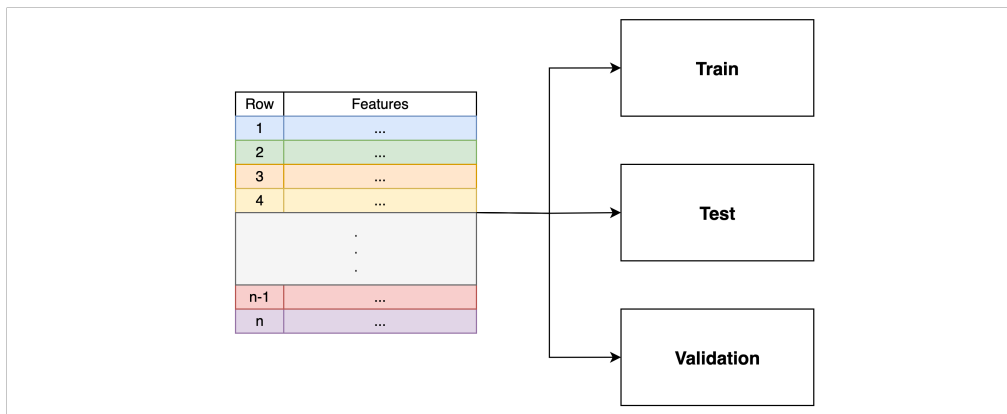 Row Features
1 ...
2 ...
3 ...
4 ...
.
.
.
n-1 ...
n ...
Train
Test
Validation